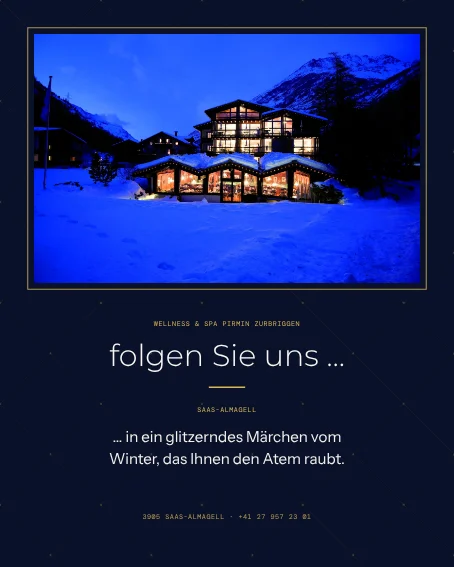 WELLNESS & SPA PIRMIN ZURBRIGGEN
folgen Sie uns ...
SAAS-ALMAGELL
... in ein glitzerndes Märchen vom
Winter, das Ihnen den Atem raubt.
3905 SAAS-ALMAGELL · +41 27 957 23 01